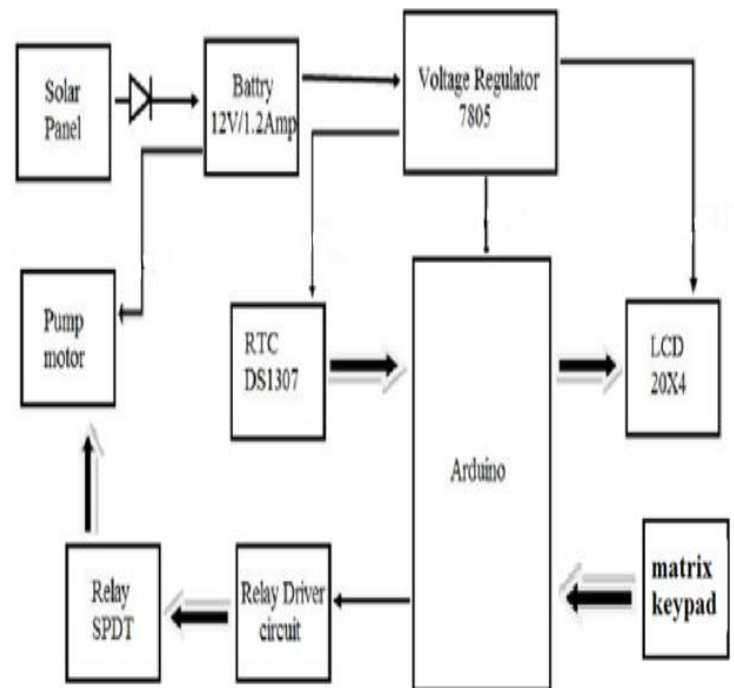 Solar
Panel
Battry
12V/1.2Amp
Voltage Regulator
7805
Pump
motor
RTC
DS1307
LCD
20X4
Arduino
Relay
SPDT
Relay Driver
circuit
matrix
keypad